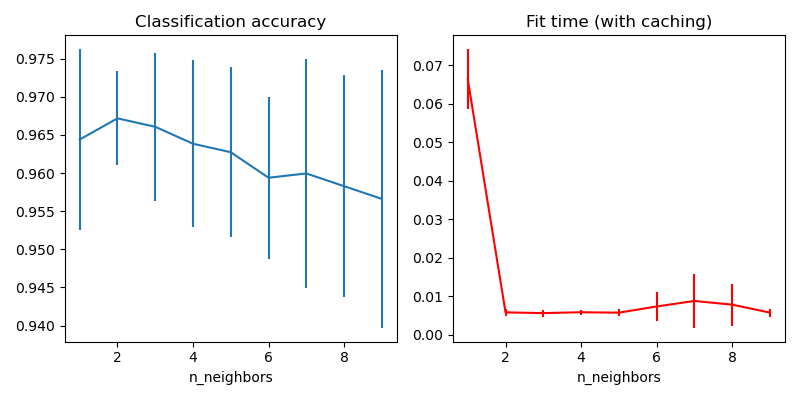 Classification accuracy
0.975
0.970
0.965
0.960
0.955
0.950
0.945
0.940
2 4 6 8
n_neighbors
Fit time (with caching)
0.07
0.06
0.05
0.04
0.03
0.02
0.01
0.00
2 4 6 8
n_neighbors